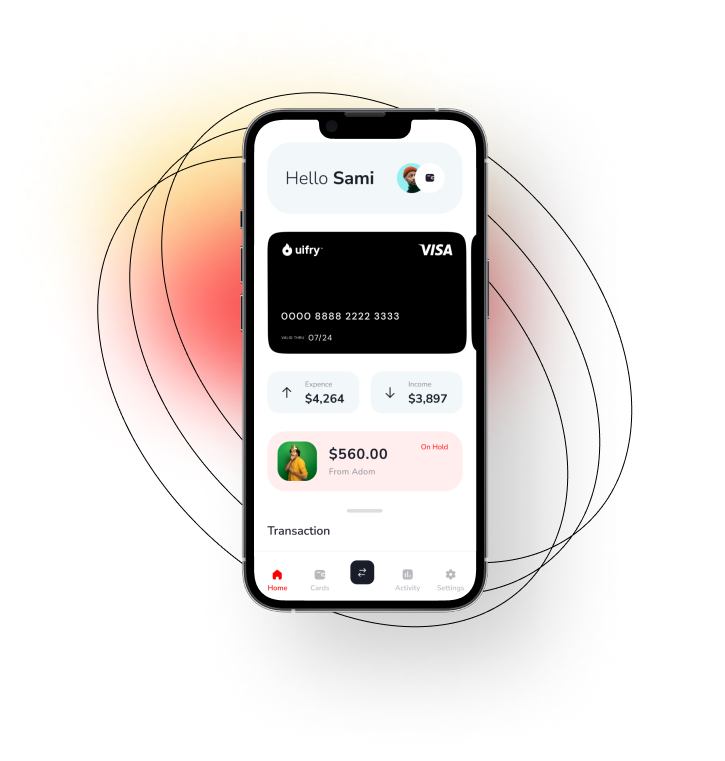 Hello Sami
uifry™
VISA
0000 8888 2222 3333
VALID THRU 07/24
Expence
$4,264
Income
$3,897
$560.00
On Hold
From Adom
Transaction
Home
Cards
Activity
Settings